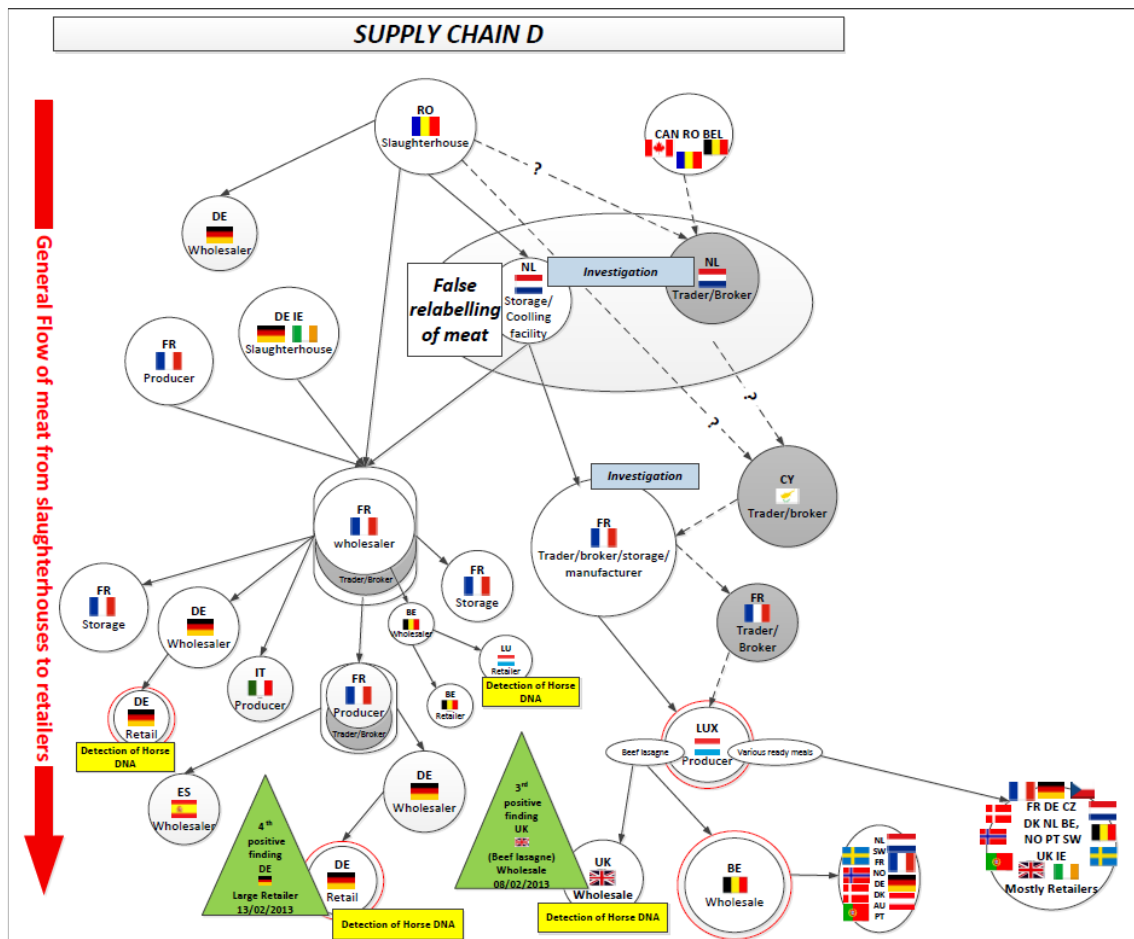 SUPPLY CHAIN D
General Flow of meat from slaughterhouses to retailers
RO
Slaughterhouse
CAN RO BEL
?
DE
Wholesaler
NL
Storage/
Coolling
facility
Investigation
NL
Trader/Broker
False
relabelling
of meat
DE IE
Slaughterhouse
FR
Producer
?
?
CY
Trader/broker
Investigation
FR
wholesaler
Trader/Broker
FR
Trader/broker/storage/
manufacturer
FR
Storage
FR
Storage
DE
Wholesaler
BE
Wholesaler
FR
Trader/
Broker
LU
Retailer
Detection of Horse
DNA
IT
Producer
FR
Producer
Trader/Broker
BE
Retailer
DE
Retail
Detection of Horse
DNA
LUX
Producer
Beef lasagne
Various ready meals
ES
Wholesaler
DE
Wholesaler
4th
positive
finding
DE
Large Retailer
13/02/2013
3rd
positive
finding
UK
(Beef lasagne)
Wholesale
08/02/2013
DE
Retail
Detection of Horse DNA
UK
Wholesale
Detection of Horse DNA
BE
Wholesale
NL
SW
FR
NO
DE
DK
AU
PT
FR DE CZ
DK NL BE,
NO PT SW
UK IE
Mostly Retailers